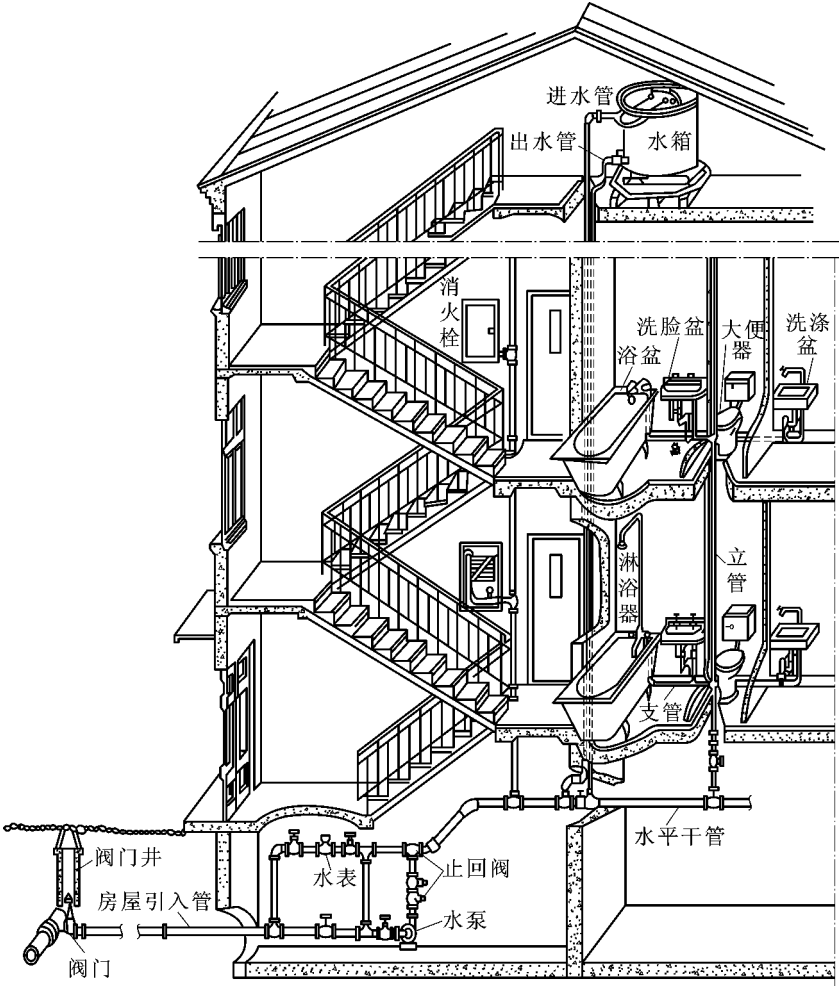 进水管
出水管
水箱
消火栓
洗脸盆
大便器
洗涤盆
浴盆
淋浴器
立管
支管
水平干管
阀门井
水表
止回阀
房屋引入管
水泵
阀门